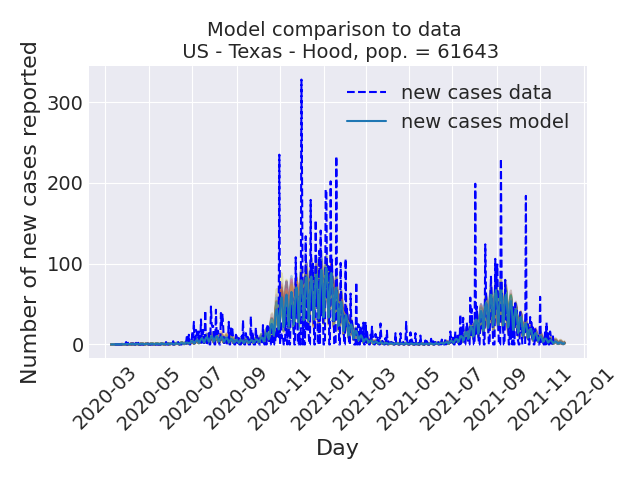 Model comparison to data
US - Texas - Hood, pop. = 61643
Number of new cases reported
300
200
100
0
new cases data
new cases model
2020-03
2020-05
2020-07
2020-09
2020-11
2021-01
2021-03
2021-05
2021-07
2021-09
2021-11
2022-01
Day